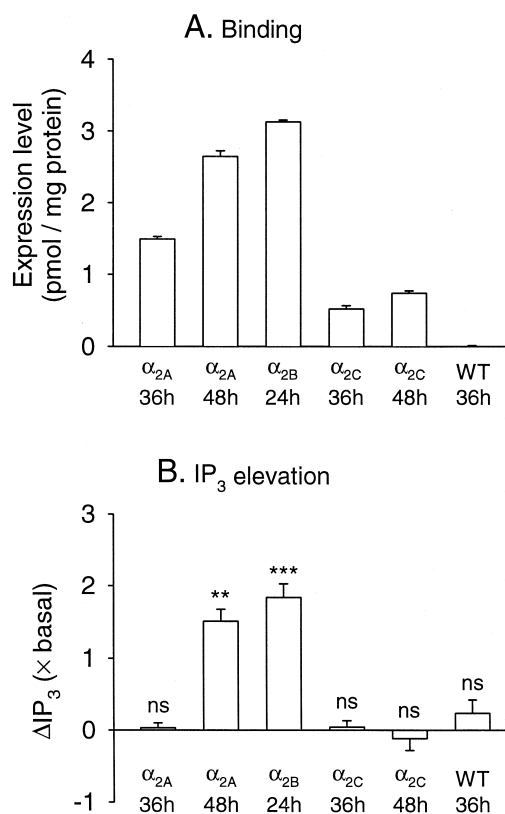 A. Binding
Expression level
(pmol / mg protein)
4
3
2
1
0
α2A α2A α2B α2C α2C WT
36h 48h 24h 36h 48h 36h
B. IP3 elevation
ΔIP3 (× basal)
3
2
1
0
-1
ns ** *** ns ns ns
α2A α2A α2B α2C α2C WT
36h 48h 24h 36h 48h 36h